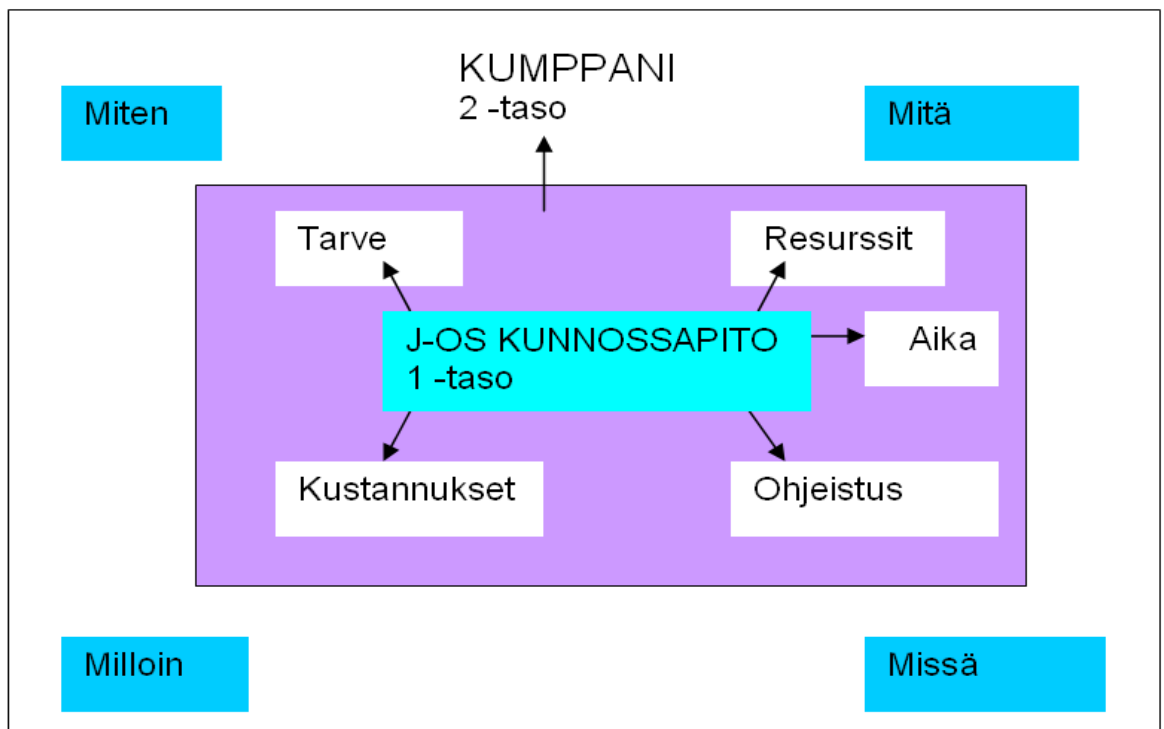 KUMPPANI
2 -taso
Miten
Mitä
Tarve
Resurssit
J-OS KUNNOSSAPITO
1 -taso
Aika
Kustannukset
Ohjeistus
Milloin
Missä